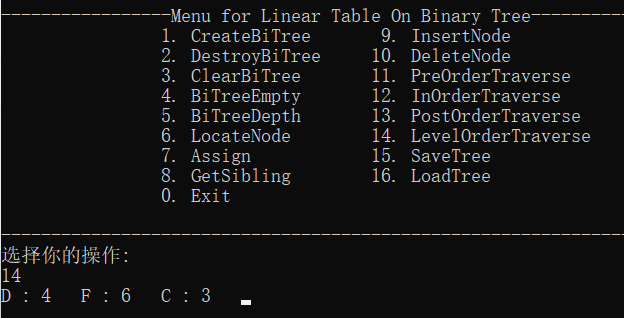 -----------------Menu for Linear Table On Binary Tree----------
1. CreateBiTree 9. InsertNode
2. DestroyBiTree 10. DeleteNode
3. ClearBiTree 11. PreOrderTraverse
4. BiTreeEmpty 12. InOrderTraverse
5. BiTreeDepth 13. PostOrderTraverse
6. LocateNode 14. LevelOrderTraverse
7. Assign 15. SaveTree
8. GetSibling 16. LoadTree
0. Exit
--------------------------------------------------------------
选择你的操作:
14
D : 4 F : 6 C : 3